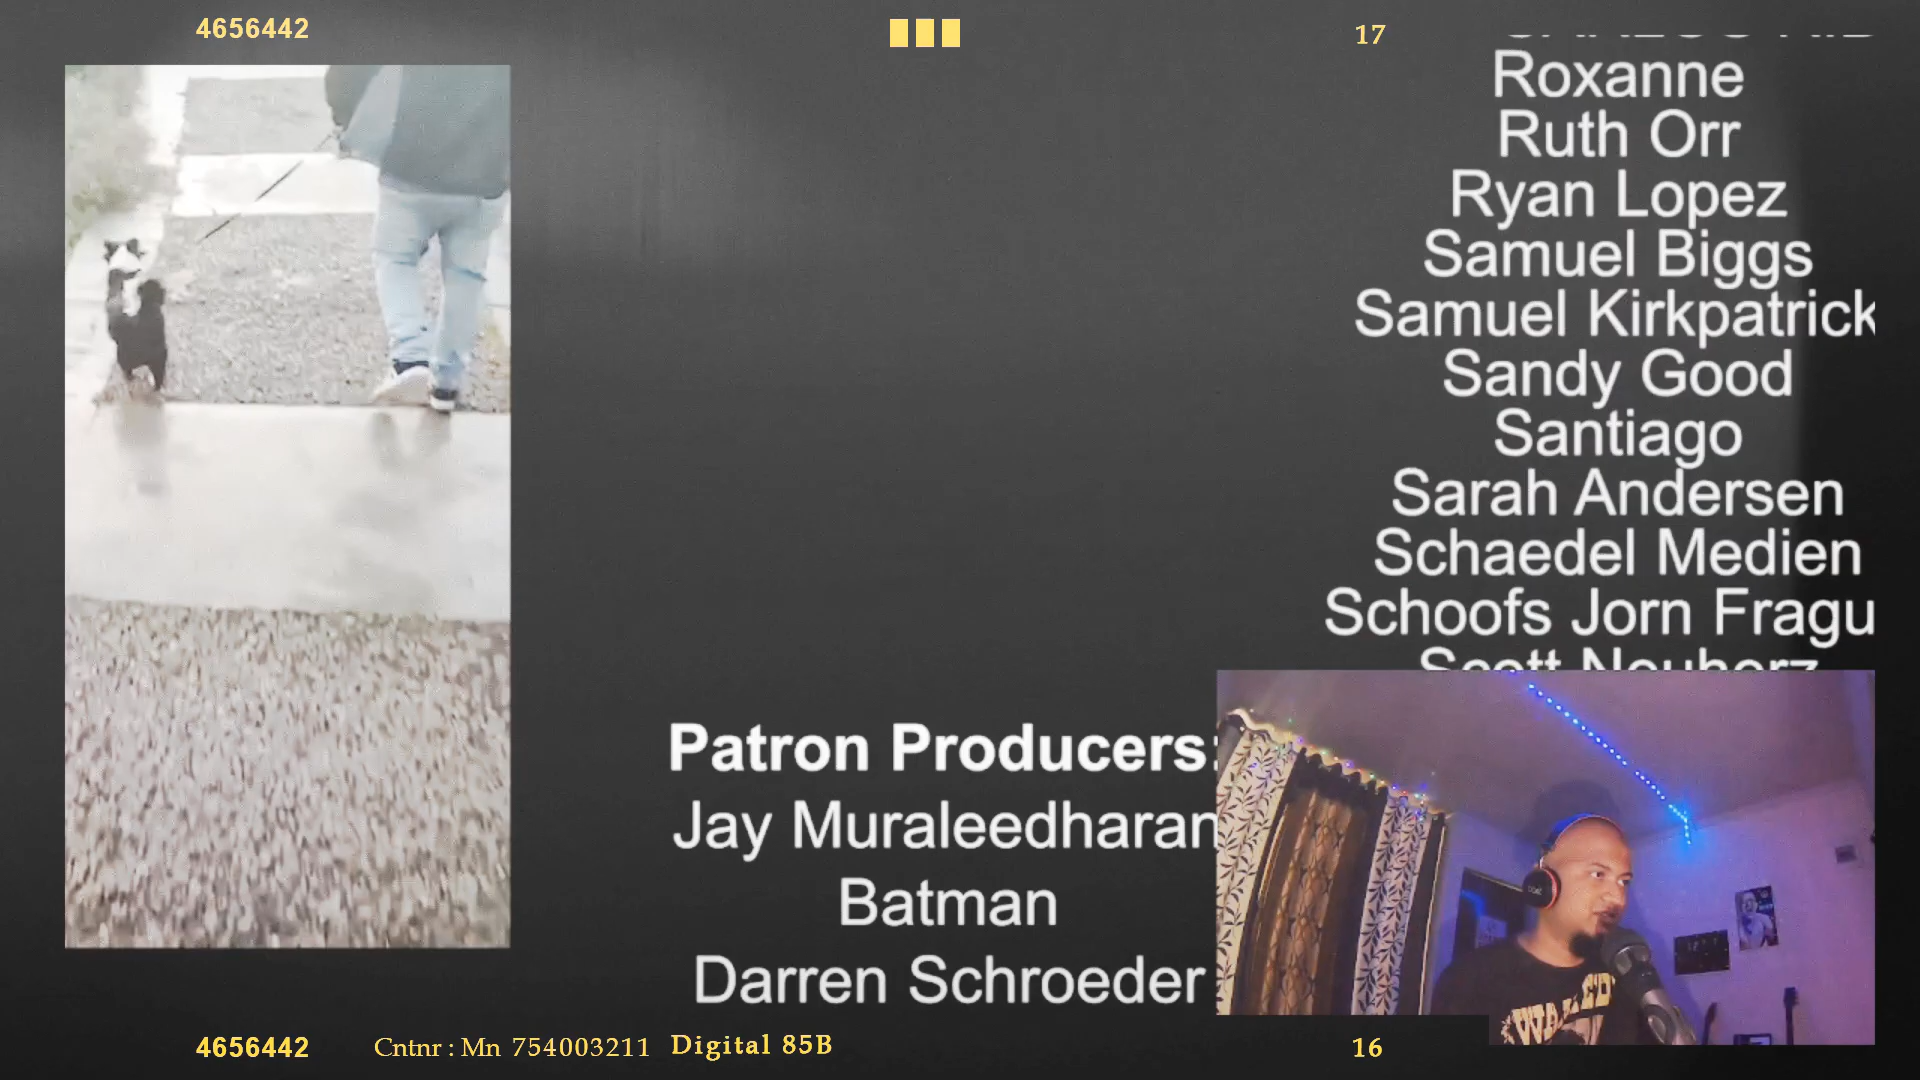 4656442
17
Roxanne
Ruth Orr
Ryan Lopez
Samuel Biggs
Samuel Kirkpatrick
Sandy Good
Santiago
Sarah Andersen
Schaedel Medien
Schoofs Jorn Fragu
Patron Producers:
Jay Muraleedharan
Batman
Darren Schroeder
4656442
Cntnr : Mn 754003211
Digital 85B
16